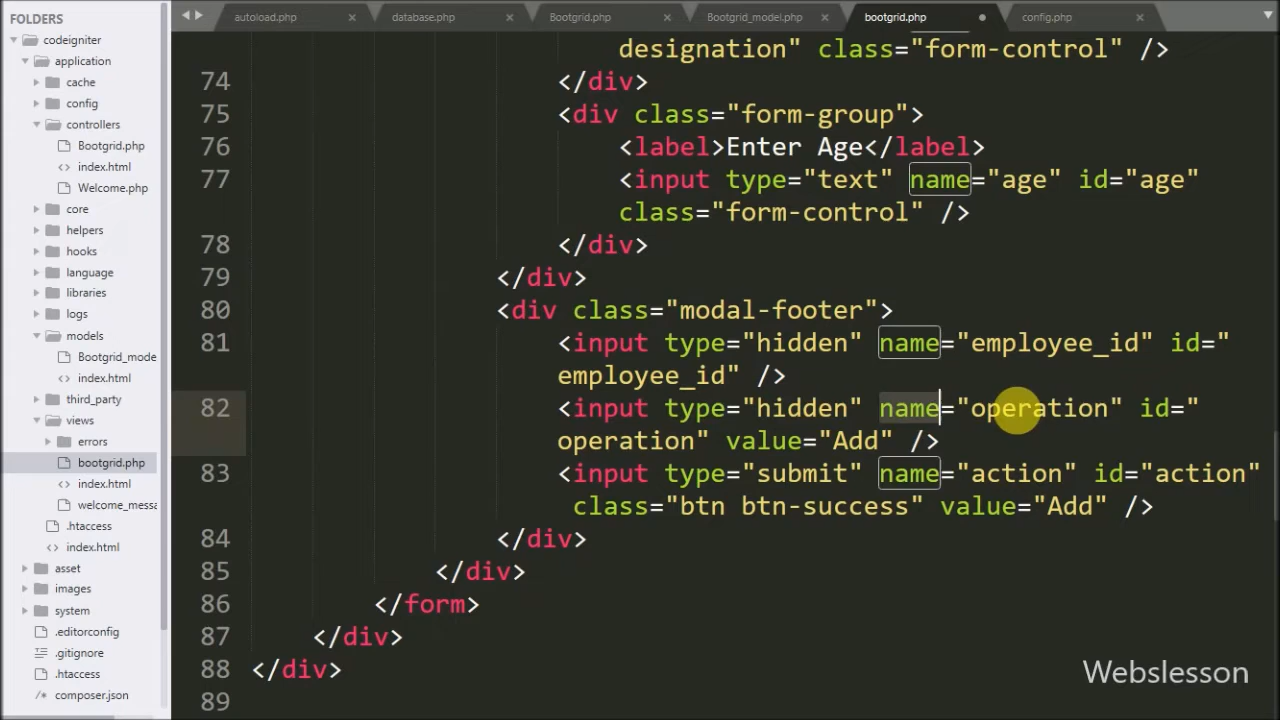 FOLDERS
codeigniter
application
cache
config
controllers
Bootgrid.php
index.html
Welcome.php
core
helpers
hooks
language
libraries
logs
models
Bootgrid_mode
index.html
third_party
views
errors
bootgrid.php
index.html
welcome_messa
.htaccess
index.html
asset
images
system
.editorconfig
.gitignore
.htaccess
composer.json
autoload.php
database.php
Bootgrid.php
Bootgrid_model.php
bootgrid.php
config.php
designation" class="form-control" />
74 </div>
75 <div class="form-group">
76 <label>Enter Age</label>
77 <input type="text" name="age" id="age"
class="form-control" />
78 </div>
79 </div>
80 <div class="modal-footer">
81 <input type="hidden" name="employee_id" id="
employee_id" />
82 <input type="hidden" name="operation" id="
operation" value="Add" />
83 <input type="submit" name="action" id="action"
class="btn btn-success" value="Add" />
84 </div>
85 </div>
86 </form>
87 </div>
88 </div>
89
Webslesson